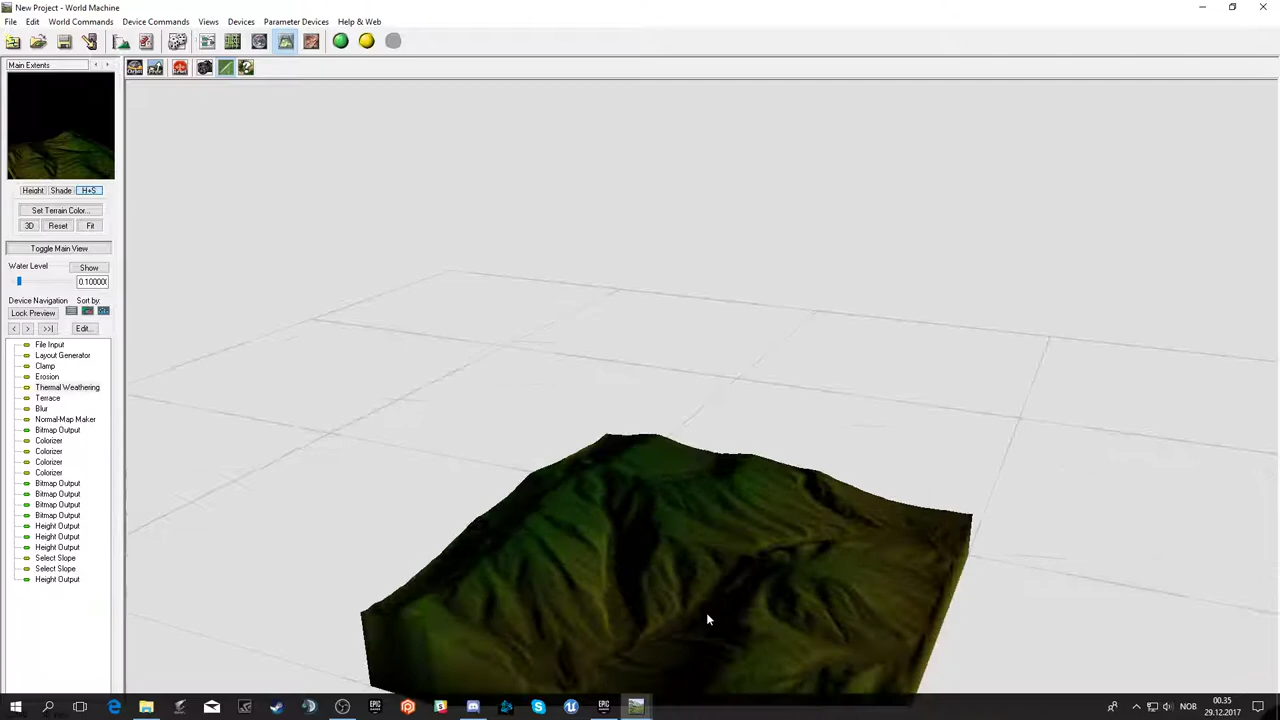 New Project - World Machine
File Edit World Commands Device Commands Views Devices Parameter Devices Help & Web
Main Extents
Height Shade H+S
Set Terrain Color...
3D Reset Fit
Toggle Main View
Water Level Show
0.10000
Device Navigation Sort by:
Lock Preview
< > >>| Edit...
File Input
Layout Generator
Clamp
Erosion
Thermal Weathering
Terrace
Blur
Normal-Map Maker
Bitmap Output
Colorizer
Colorizer
Colorizer
Colorizer
Bitmap Output
Bitmap Output
Bitmap Output
Bitmap Output
Height Output
Height Output
Height Output
Select Slope
Select Slope
Height Output
EPIC
EPIC
NOB
00.35
29.12.2017